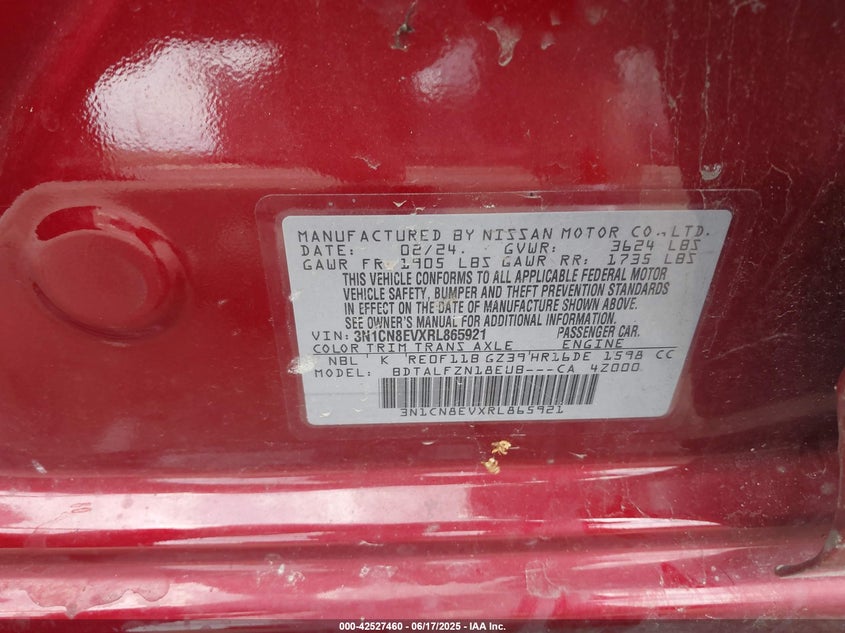 MANUFACTURED BY NISSAN MOTOR CO.,LTD.
DATE: 02/24. GVWR: 3624 LBS
GAWR FR: 1905 LBS GAWR RR: 1735 LBS
THIS VEHICLE CONFORMS TO ALL APPLICABLE FEDERAL MOTOR
VEHICLE SAFETY, BUMPER AND THEFT PREVENTION STANDARDS
IN EFFECT ON THE DATE OF MANUFACTURE SHOWN ABOVE.
SEE OWNER'S MANUAL FOR ADDITIONAL INFORMATION.
VIN: 3N1CN8EVXRL865921 PASSENGER CAR.
COLOR TRIM TRANS AXLE ENGINE
NBL K RE0F11B GZ39 HR16DE 1598 CC
MODEL: BDTALFZN18EUB---CA 4Z000
3N1CN8EVXRL865921
000-42527460 - 06/17/2025 - IAA Inc.